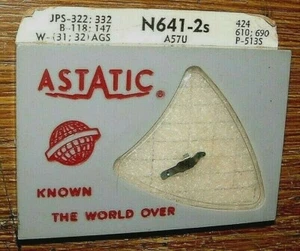 JPS-322; 332
B-118; 147
W-(31; 32) AGS
N641-2s
A57U
424
610; 690
P-513S
ASTATIC®
KNOWN
THE WORLD OVER